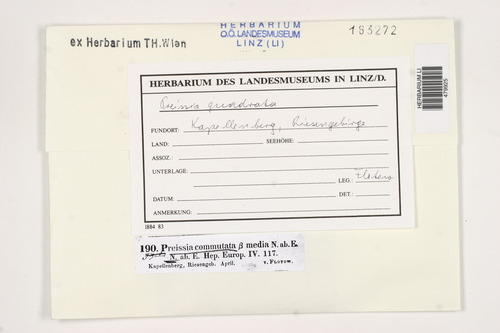 HERBARIUM
O.Ö. LANDESMUSEUM
LINZ (LI)
163272
ex Herbarium TH. Wien
HERBARIUM LI
479925
HERBARIUM DES LANDESMUSEUMS IN LINZ/D.
Preissia quadrata
FUNDORT: Kapellenberg, Riesengebirge
LAND: SEEHÖHE:
ASSOZ.:
UNTERLAGE:
LEG.: Flotow
DATUM: DET.:
ANMERKUNG:
1884 83
190. Preissia commutata β media N. ab. E.
N. ab. E. Hep. Europ. IV. 117.
Kapellenberg, Riesengeb. April. v. Flotow.